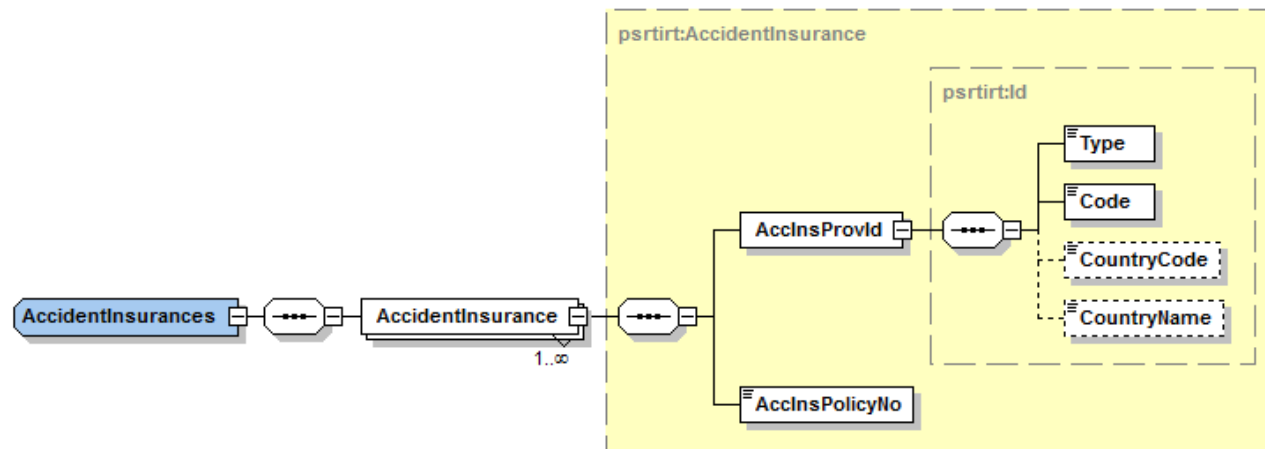 psrtirt:AccidentInsurance
psrtirt:Id
Type
Code
AccInsProvId
CountryCode
AccidentInsurances
AccidentInsurance
CountryName
1..∞
AccInsPolicyNo